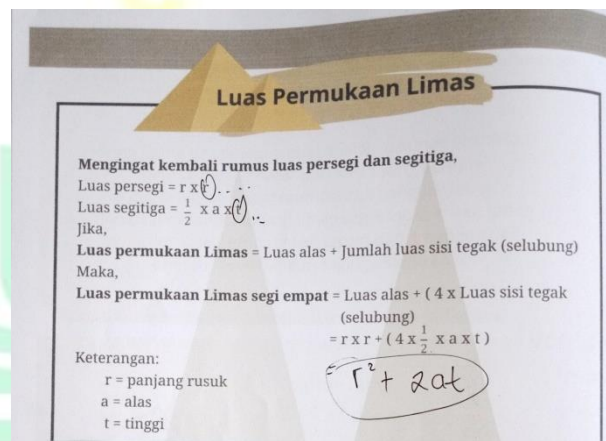 Luas Permukaan Limas
Mengingat kembali rumus luas persegi dan segitiga,
Luas persegi = r x r ....
Luas segitiga = 1/2 x a x t ..
Jika,
Luas permukaan Limas = Luas alas + Jumlah luas sisi tegak (selubung)
Maka,
Luas permukaan Limas segi empat = Luas alas + ( 4 x Luas sisi tegak
(selubung)
= r x r + ( 4 x 1/2 x a x t )
= r² + 2at
Keterangan:
r = panjang rusuk
a = alas
t = tinggi